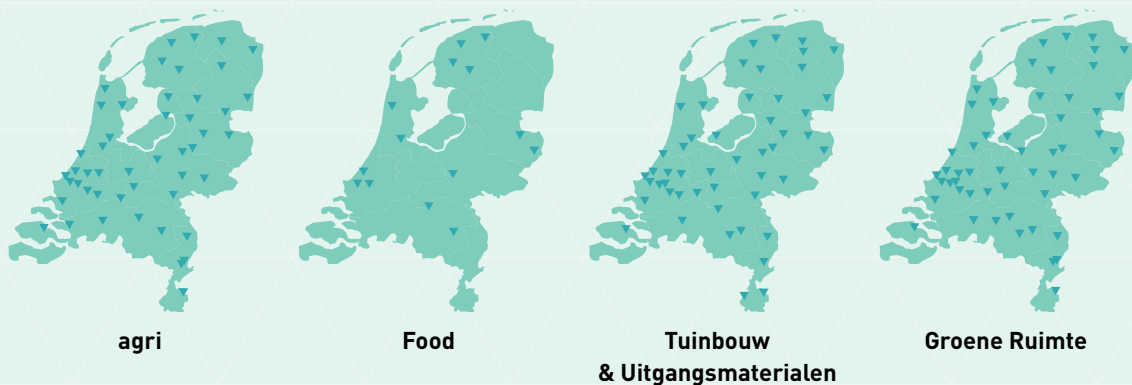 agri
Food
Tuinbouw
& Uitgangsmaterialen
Groene Ruimte